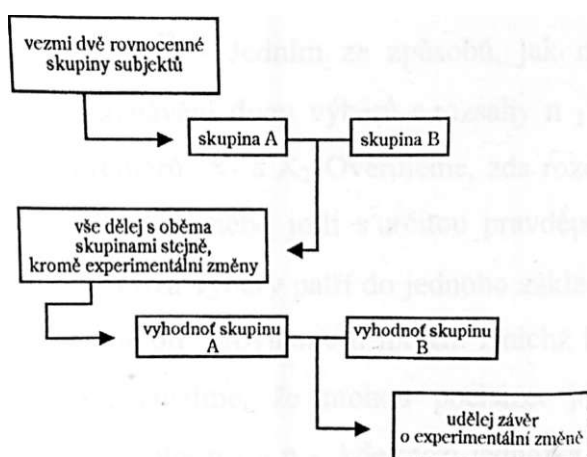 vezmi dvě rovnocenné
skupiny subjektů
skupina A
skupina B
vše dělej s oběma
skupinami stejně,
kromě experimentální změny
vyhodnoť skupinu
A
vyhodnoť skupinu
B
udělej závěr
o experimentální změně